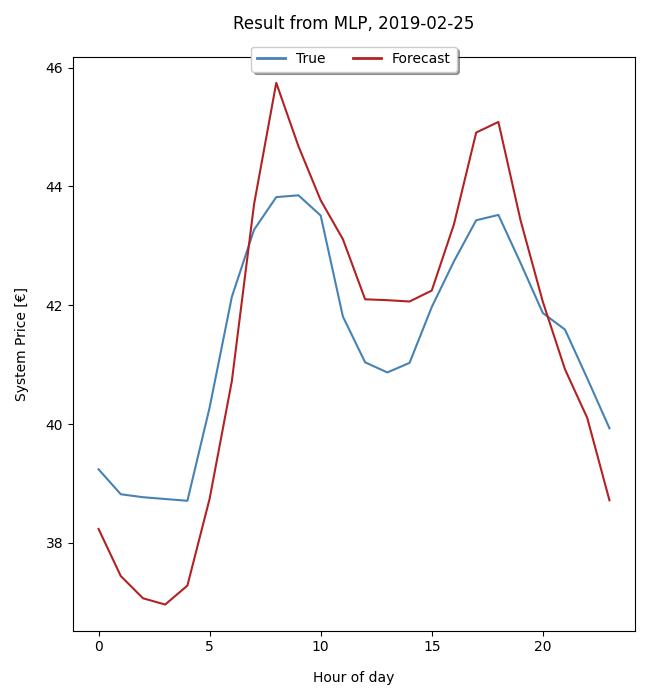 Result from MLP, 2019-02-25
True Forecast
46
44
42
40
38
System Price [€]
0 5 10 15 20
Hour of day